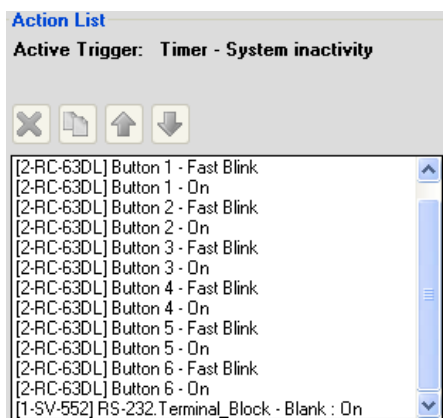 Action List
Active Trigger: Timer - System inactivity
[2-RC-63DL] Button 1 - Fast Blink
[2-RC-63DL] Button 1 - On
[2-RC-63DL] Button 2 - Fast Blink
[2-RC-63DL] Button 2 - On
[2-RC-63DL] Button 3 - Fast Blink
[2-RC-63DL] Button 3 - On
[2-RC-63DL] Button 4 - Fast Blink
[2-RC-63DL] Button 4 - On
[2-RC-63DL] Button 5 - Fast Blink
[2-RC-63DL] Button 5 - On
[2-RC-63DL] Button 6 - Fast Blink
[2-RC-63DL] Button 6 - On
[1-SV-552] RS-232.Terminal_Block - Blank : On